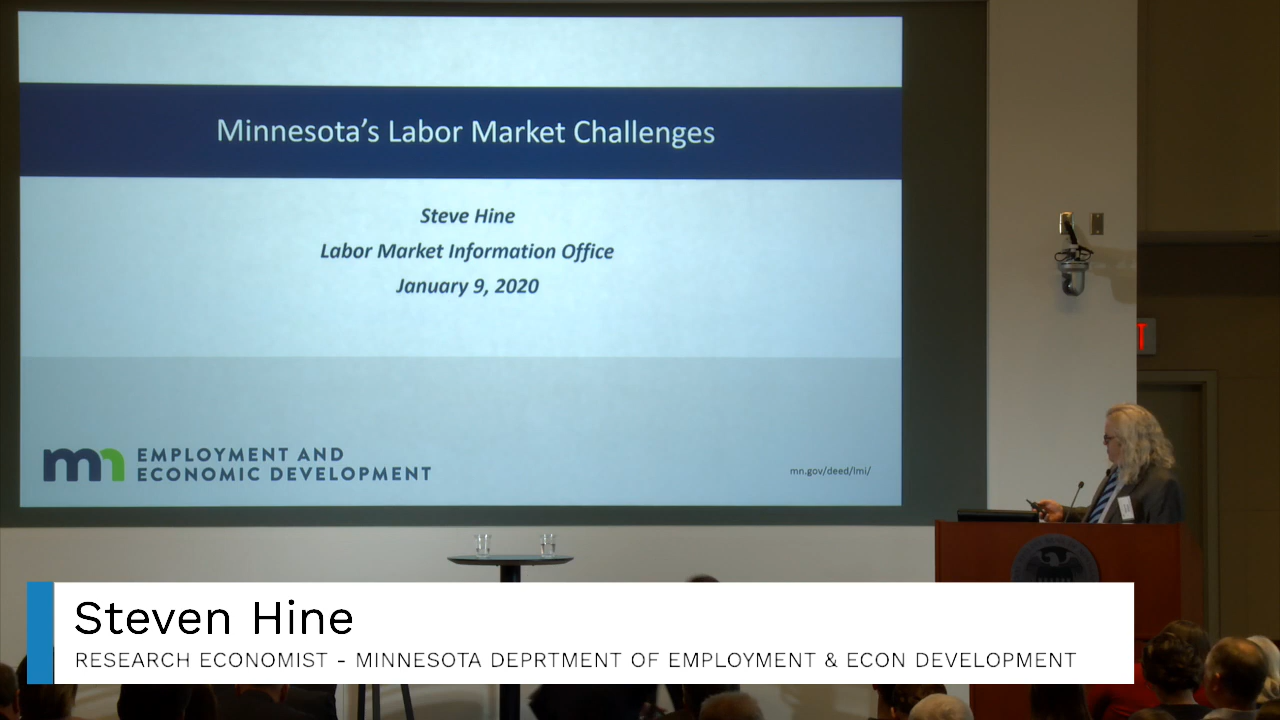 Minnesota's Labor Market Challenges
Steve Hine
Labor Market Information Office
January 9, 2020
mn EMPLOYMENT AND
ECONOMIC DEVELOPMENT
mn.gov/deed/lmi/
Steven Hine
RESEARCH ECONOMIST - MINNESOTA DEPRTMENT OF EMPLOYMENT & ECON DEVELOPMENT